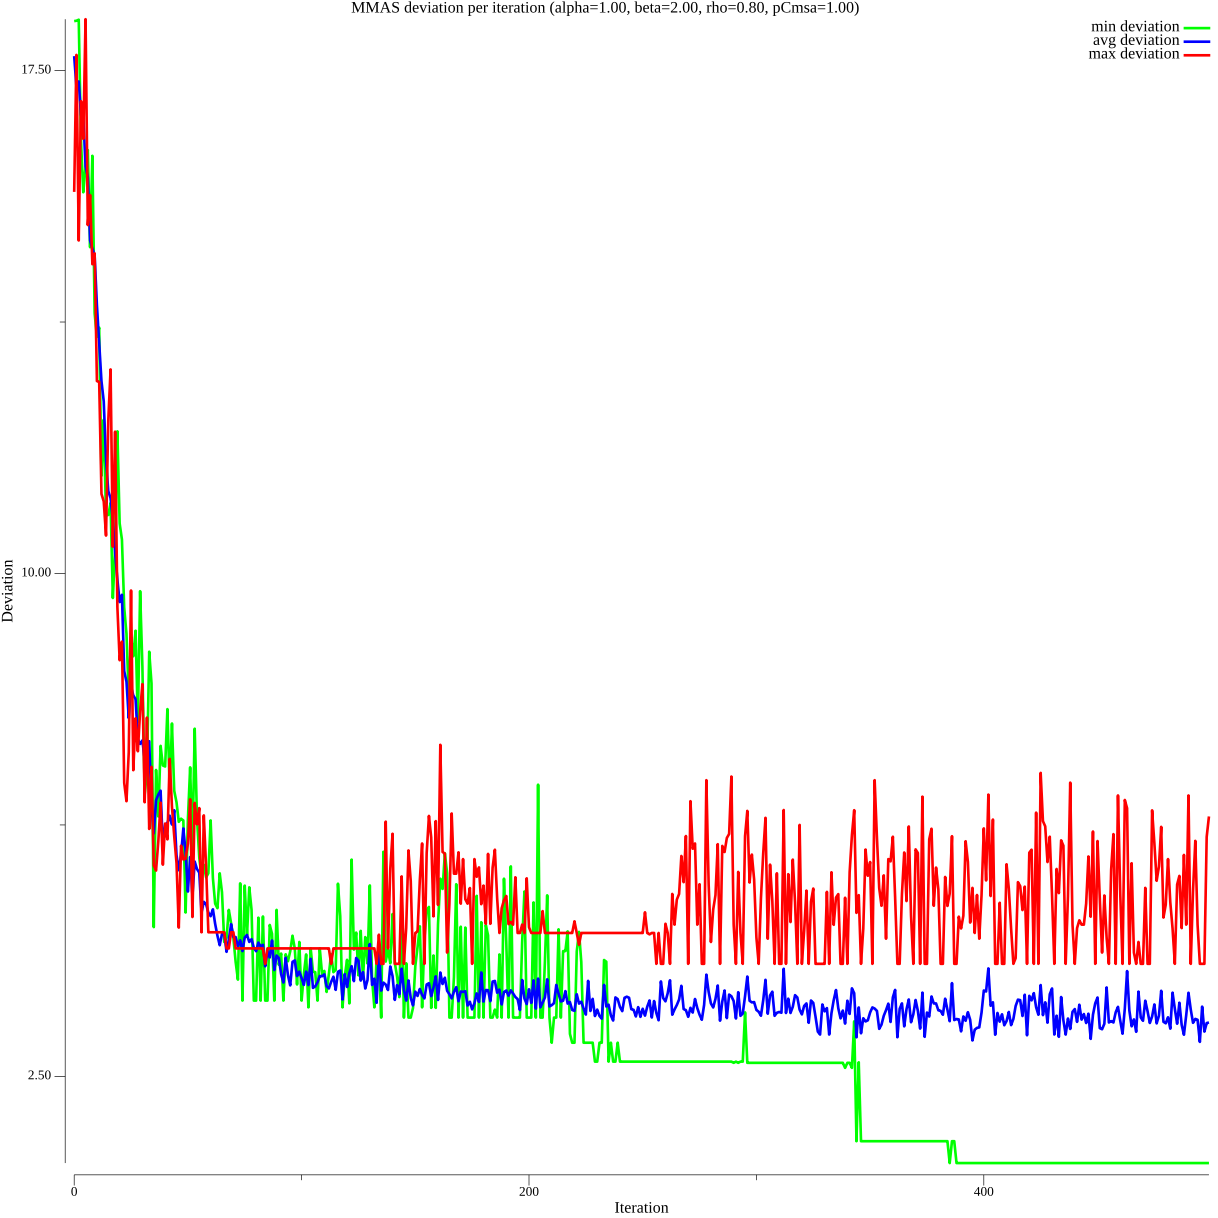 MMAS deviation per iteration (alpha=1.00, beta=2.00, rho=0.80, pCmsa=1.00)
min deviation
avg deviation
max deviation
17.50
10.00
2.50
Deviation
0
200
400
Iteration